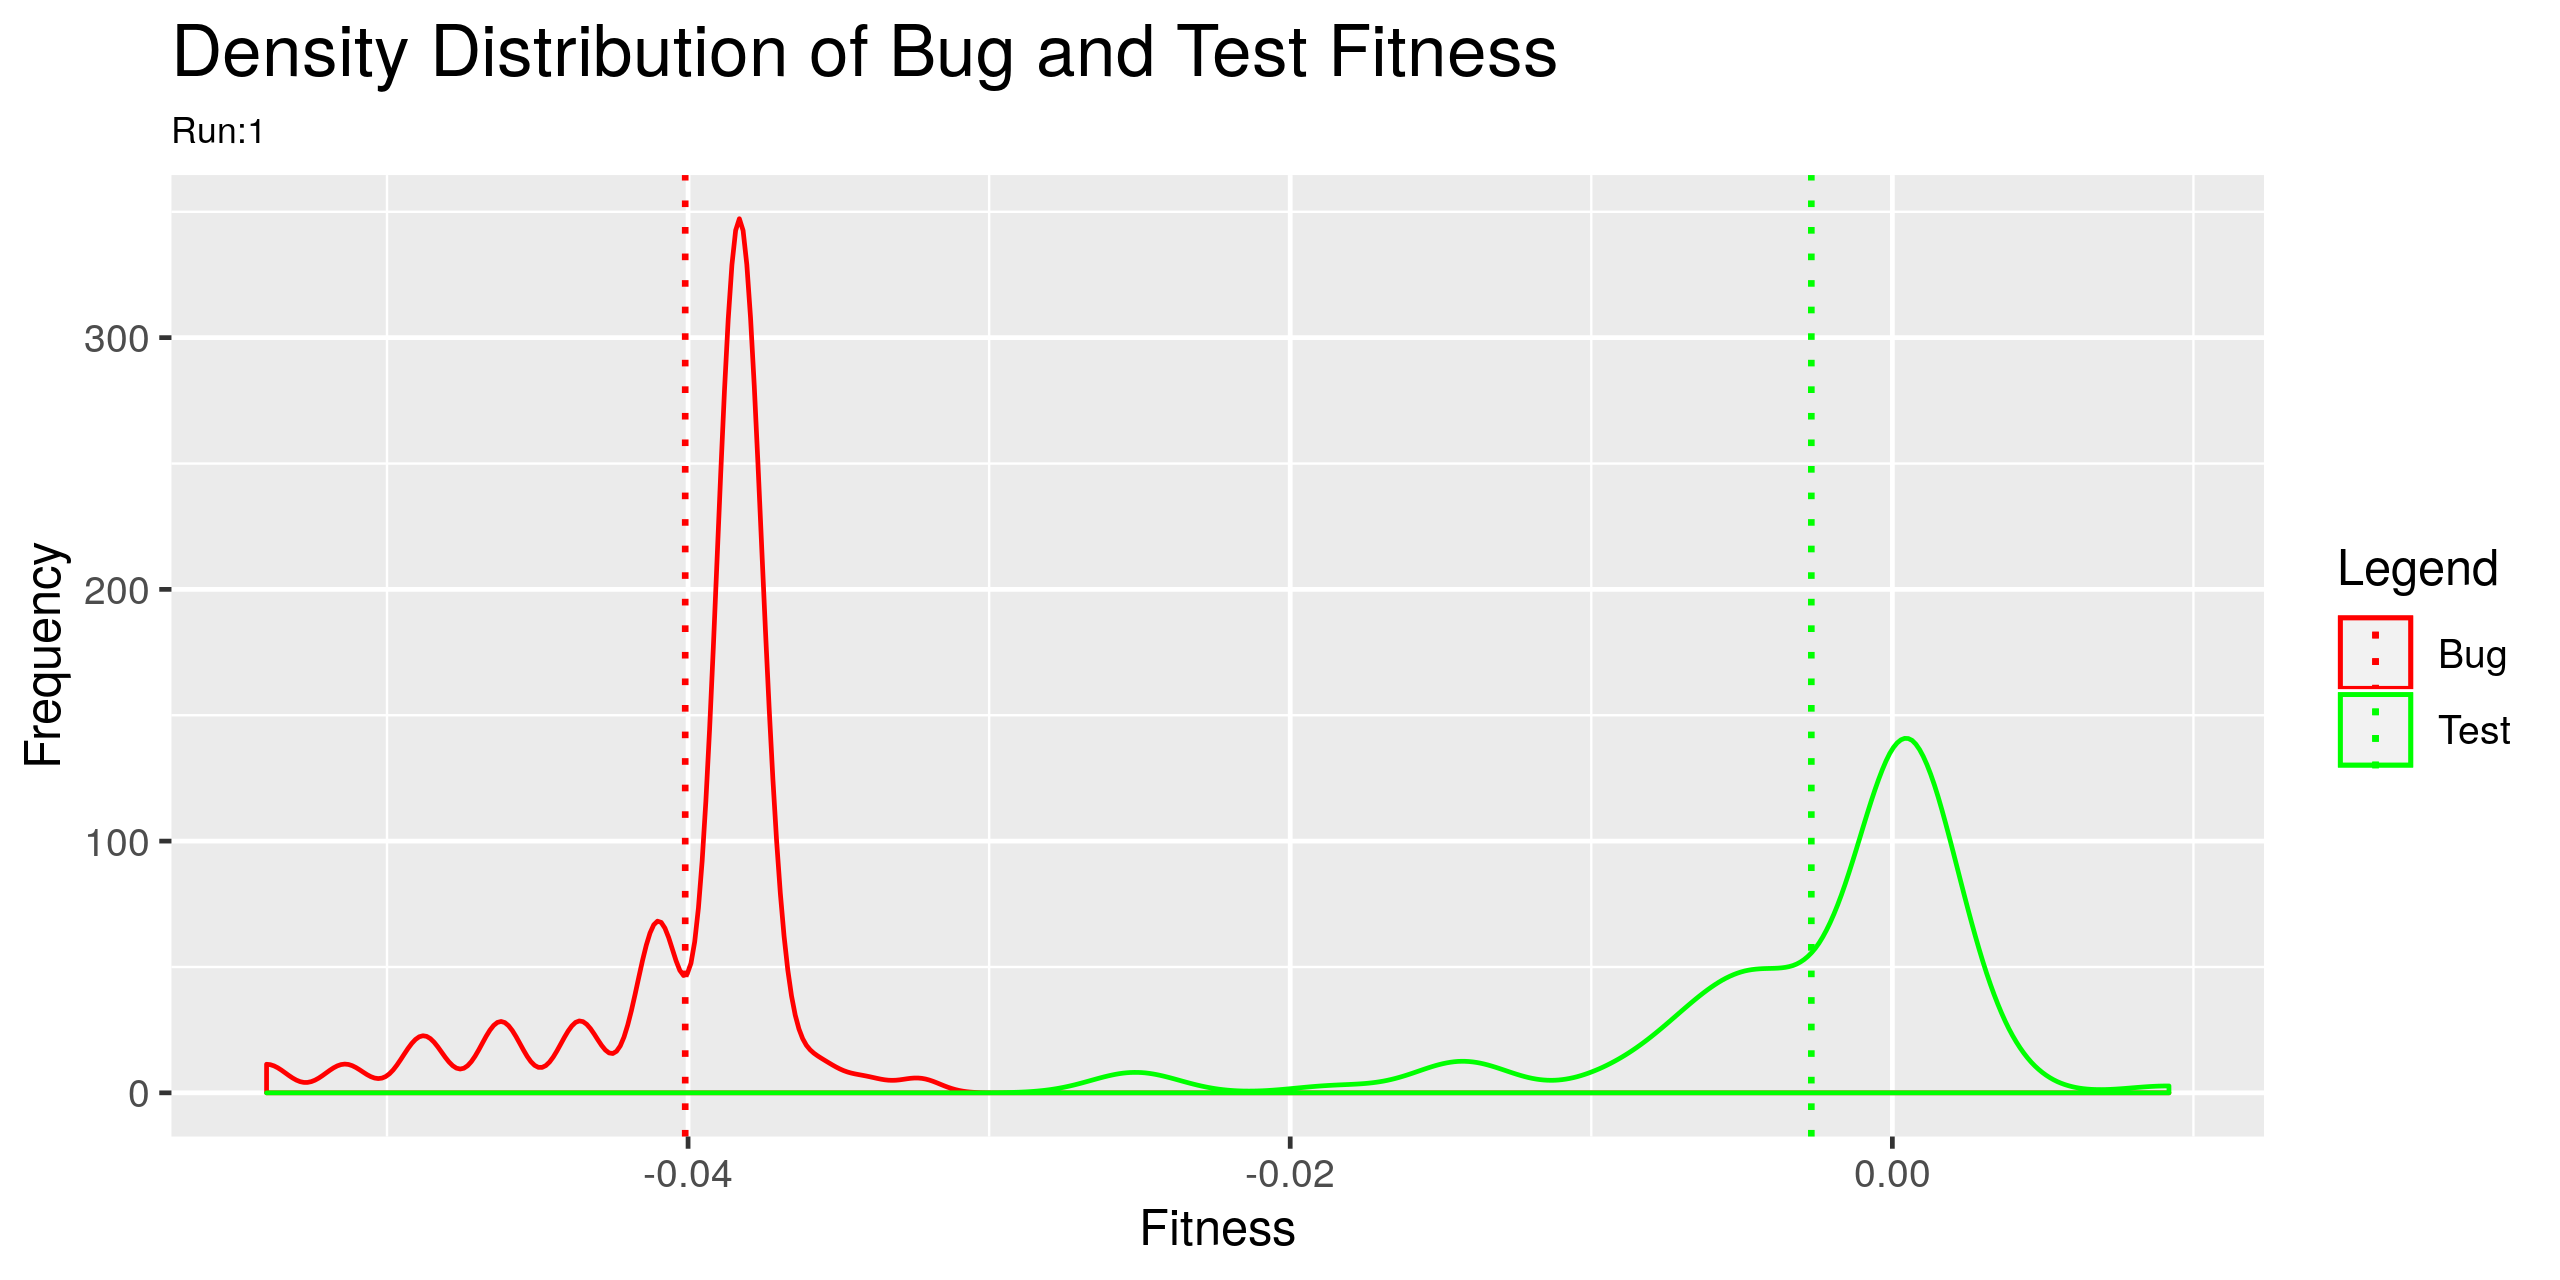 Density Distribution of Bug and Test Fitness
Run:1
300
200
100
0
Frequency
-0.04
-0.02
0.00
Fitness
Legend
Bug
Test